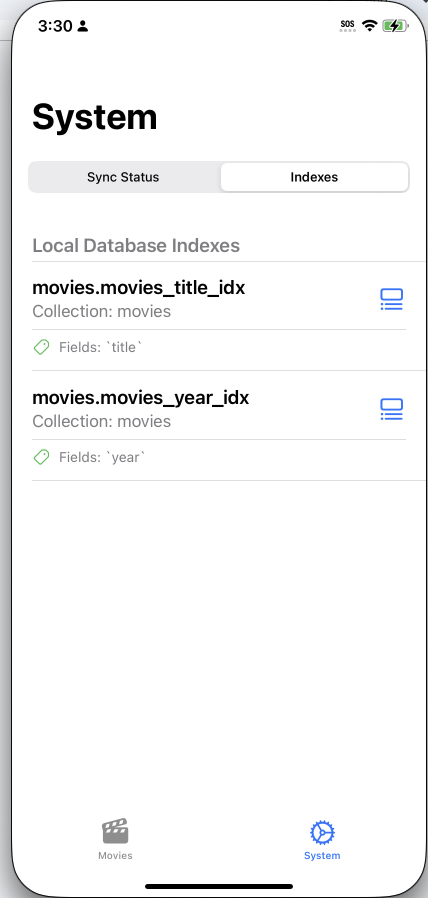 3:30
SOS
System
Sync Status
Indexes
Local Database Indexes
movies.movies_title_idx
Collection: movies
Fields: `title`
movies.movies_year_idx
Collection: movies
Fields: `year`
Movies
System